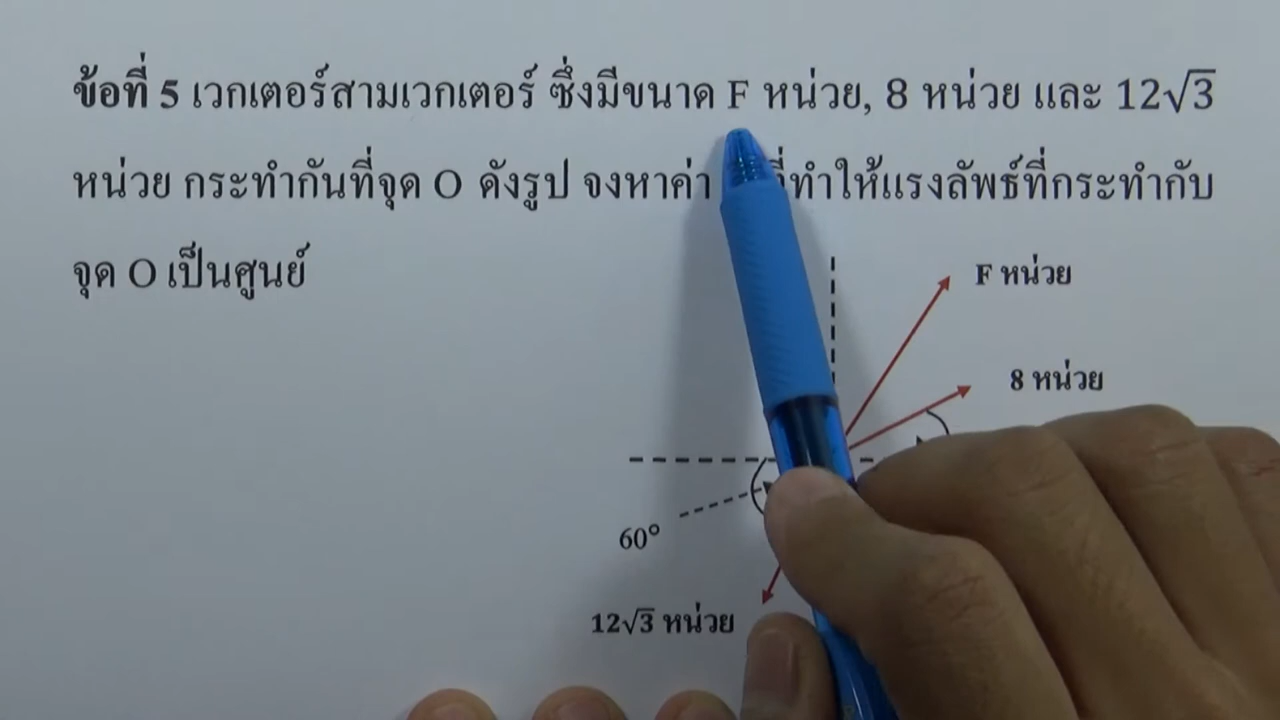 ข้อที่ 5 เวกเตอร์สามเวกเตอร์ ซึ่งมีขนาด F หน่วย, 8 หน่วย และ 12√3
หน่วย กระทำกันที่จุด O ดังรูป จงหาค่า ที่ทำให้แรงลัพธ์ที่กระทำกับ
จุด O เป็นศูนย์
F หน่วย
8 หน่วย
60°
12√3 หน่วย